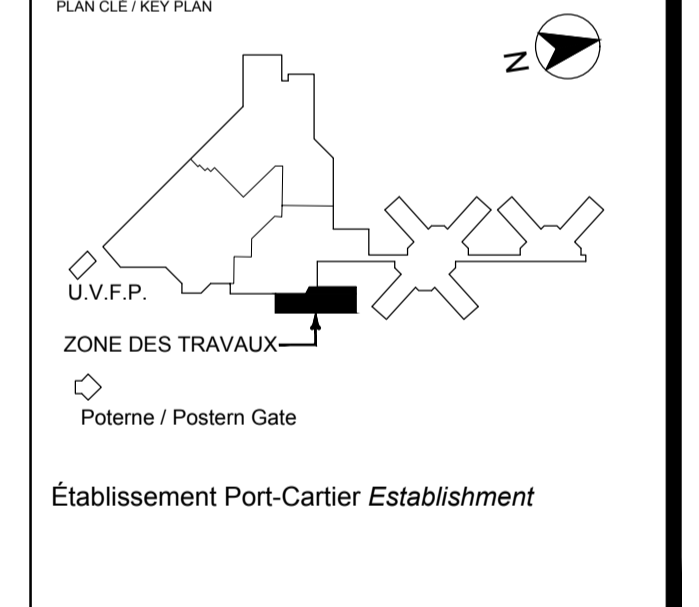 PLAN CLÉ / KEY PLAN
N
U.V.F.P.
ZONE DES TRAVAUX
Poterne / Postern Gate
Établissement Port-Cartier Establishment